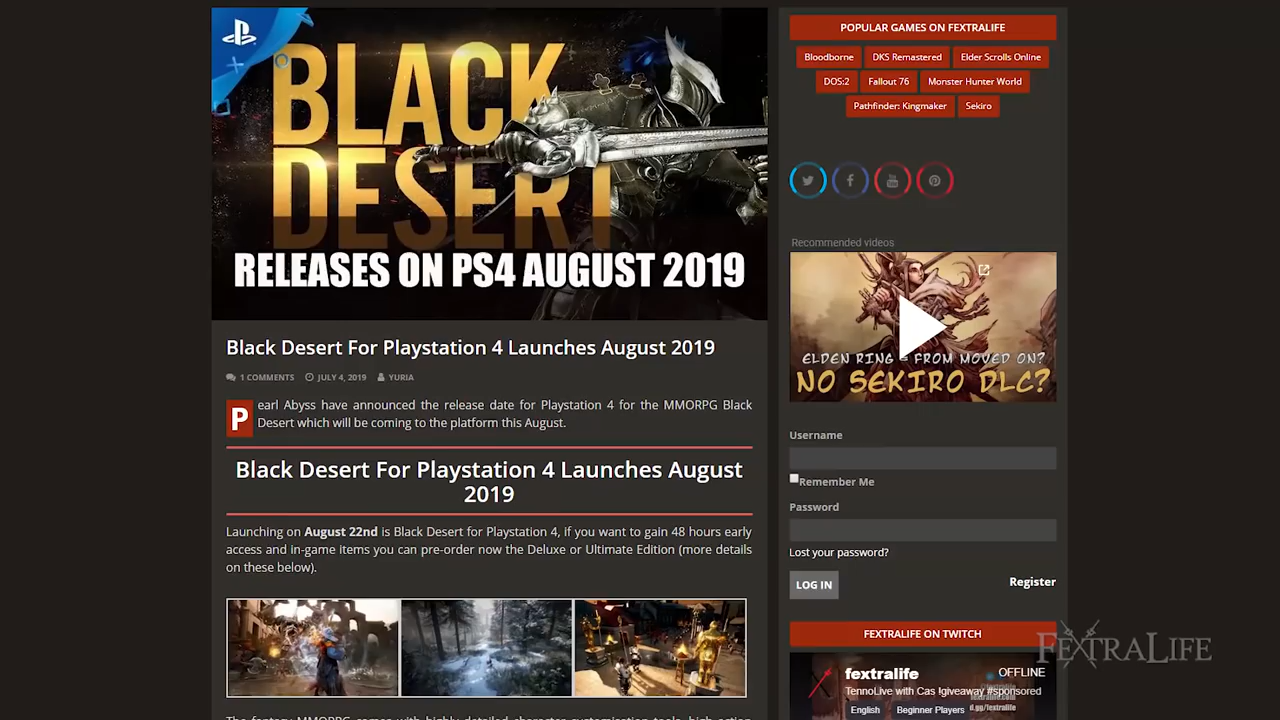 BLACK
DESERT
RELEASES ON PS4 AUGUST 2019
Black Desert For Playstation 4 Launches August 2019
1 COMMENTS JULY 4, 2019 YURIA
Pearl Abyss have announced the release date for Playstation 4 for the MMORPG Black
Desert which will be coming to the platform this August.
Black Desert For Playstation 4 Launches August
2019
Launching on August 22nd is Black Desert for Playstation 4, if you want to gain 48 hours early
access and in-game items you can pre-order now the Deluxe or Ultimate Edition (more details
on these below).
POPULAR GAMES ON FEXTRALIFE
Bloodborne DKS Remastered Elder Scrolls Online
DOS:2 Fallout 76 Monster Hunter World
Pathfinder: Kingmaker Sekiro
Recommended videos
ELDEN RING = FROM MOVED ON?
NO SEKIRO DLC?
Username
Remember Me
Password
Lost your password?
LOG IN Register
FEXTRALIFE ON TWITCH
FEXTRALIFE
fextralife OFFLINE
TennoLive with Cas !giveaway #sponsored
English Beginner Players